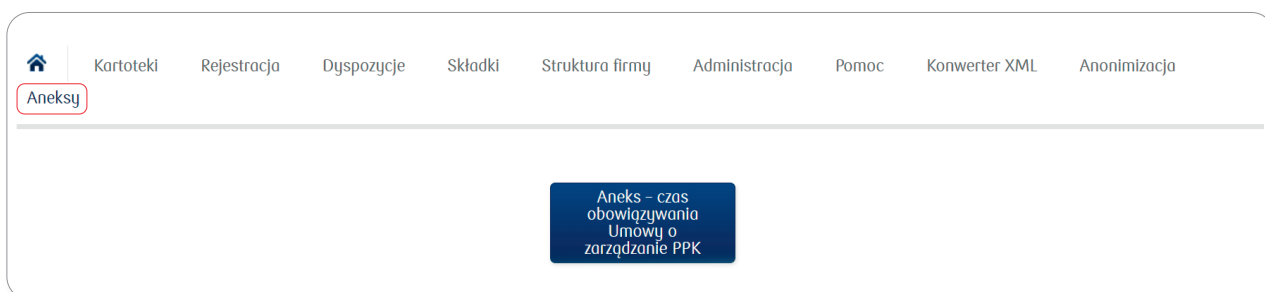 Kartoteki Rejestracja Dyspozycje Składki Struktura firmy Administracja Pomoc Konwerter XML Anonimizacja
Aneksy
Aneks – czas
obowiązywania
Umowy o
zarządzanie PPK